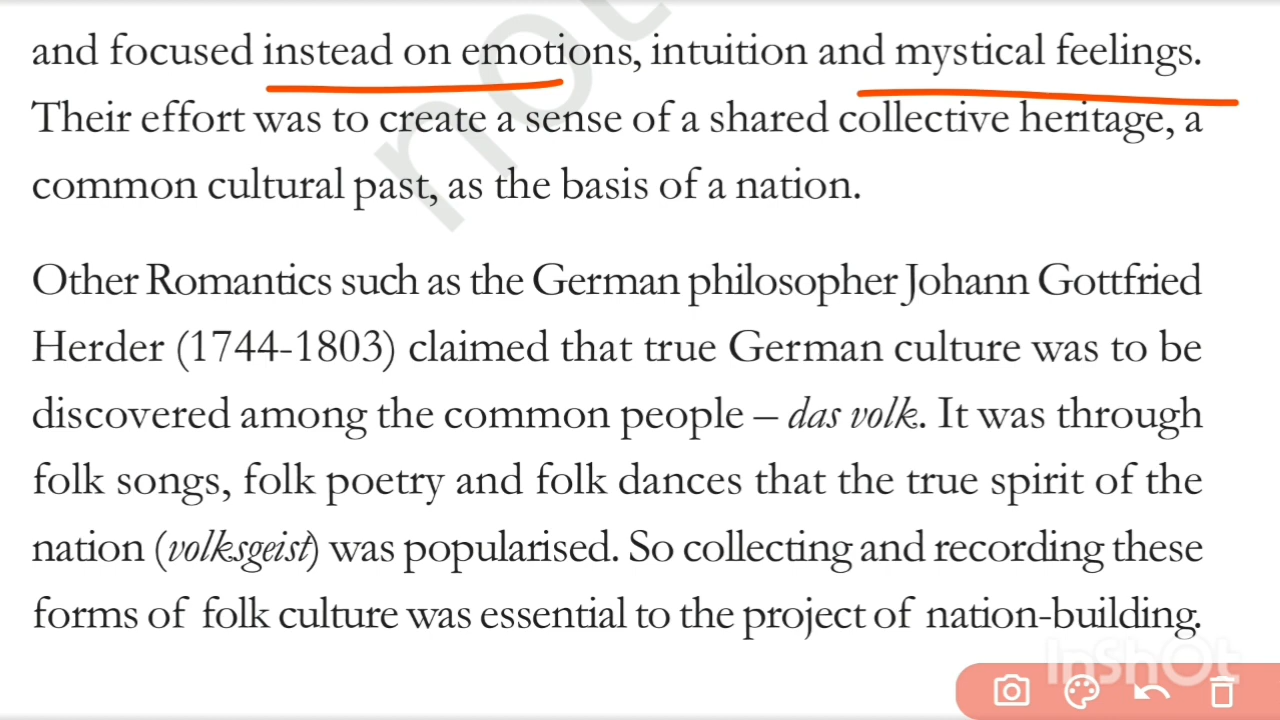 and focused instead on emotions, intuition and mystical feelings.
Their effort was to create a sense of a shared collective heritage, a
common cultural past, as the basis of a nation.
Other Romantics such as the German philosopher Johann Gottfried
Herder (1744-1803) claimed that true German culture was to be
discovered among the common people – das volk. It was through
folk songs, folk poetry and folk dances that the true spirit of the
nation (volksgeist) was popularised. So collecting and recording these
forms of folk culture was essential to the project of nation-building.
not
InShOt